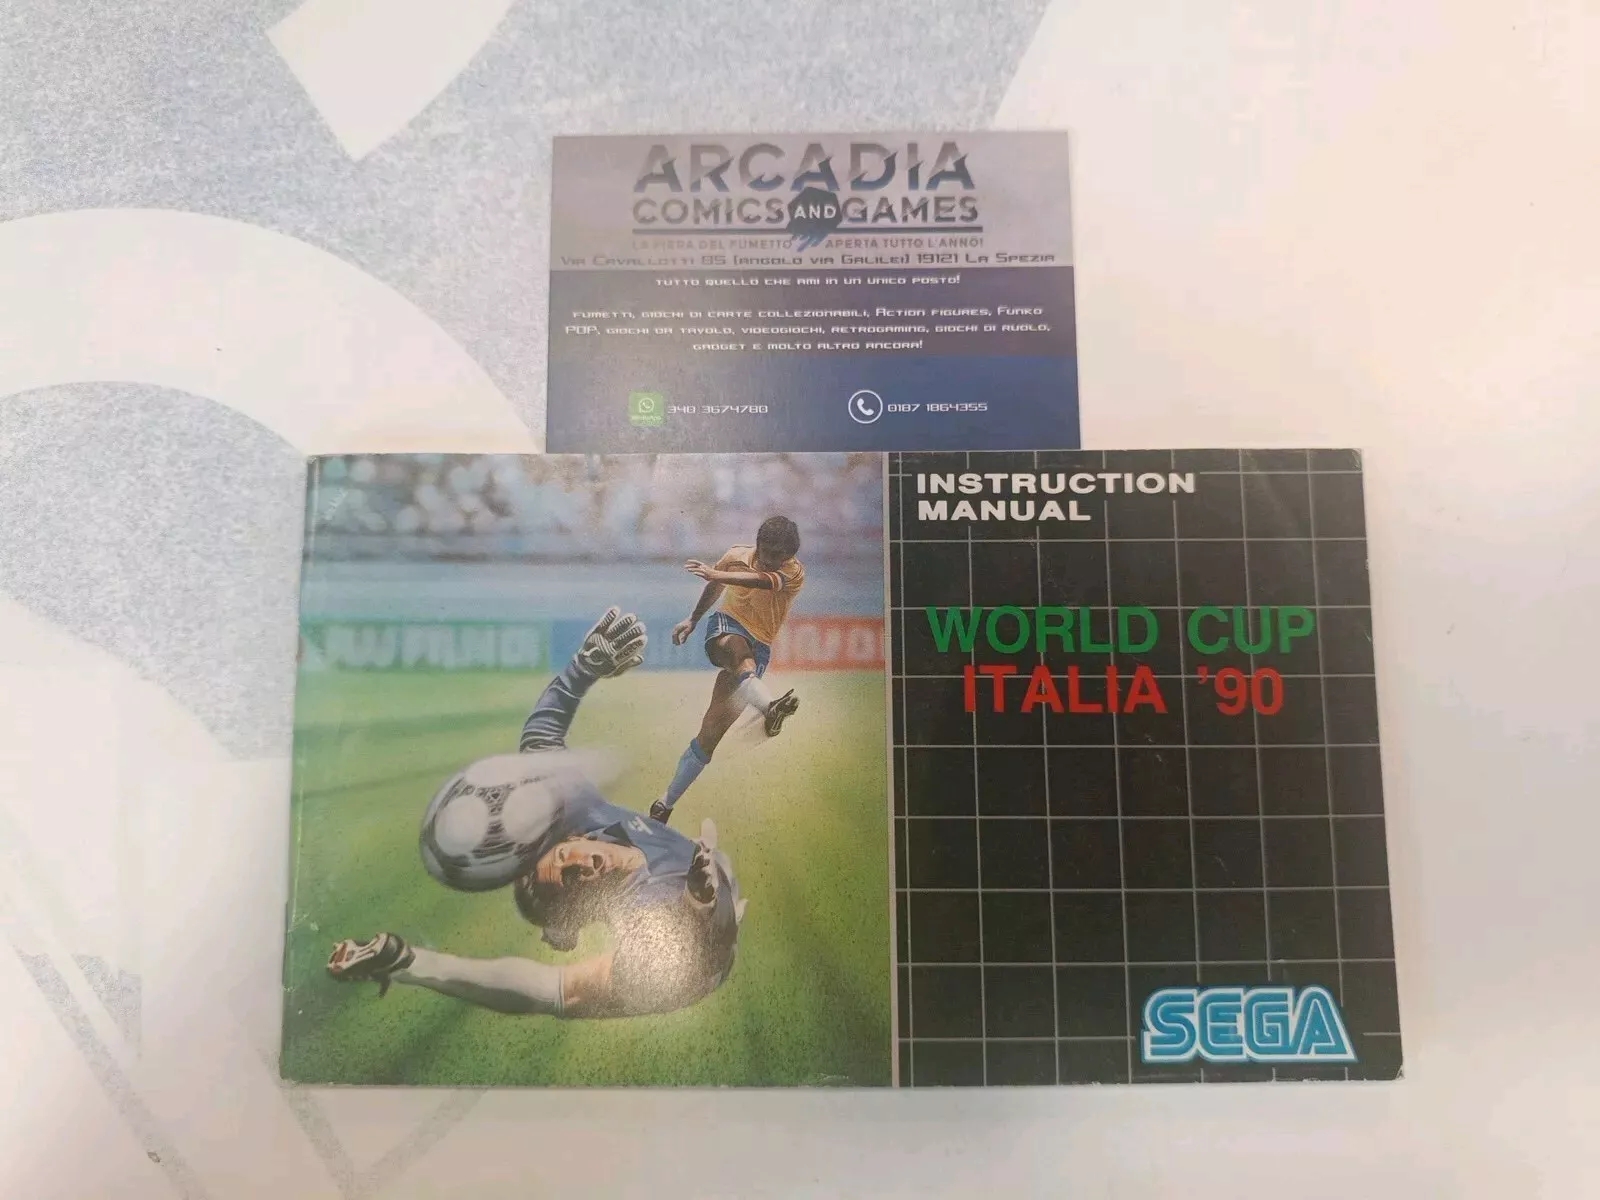 ARCADIA
COMICS AND GAMES
LA FIERA DEL FUMETTO APERTA TUTTO L'ANNO!
Via Cavallotti 85 (angolo via Galilei) 19121 La Spezia
tutto quello che ami in un unico posto!
fumetti, giochi di carte collezionabili, Action figures, Funko
POP, giochi da tavolo, videogiochi, retrogaming, giochi di ruolo,
gadget e molto altro ancora!
WhatsApp
340 3674780
0187 1864355
INSTRUCTION
MANUAL
WORLD CUP
ITALIA '90
SEGA